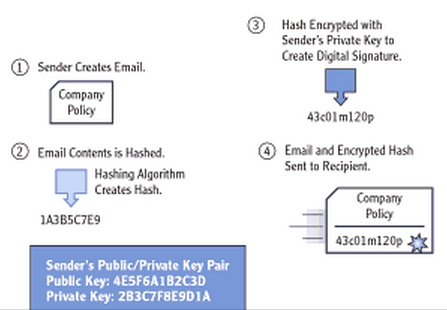 ① Sender Creates Email.
Company
Policy
② Email Contents is Hashed.
Hashing Algorithm
Creates Hash.
1A3B5C7E9
③ Hash Encrypted with
Sender's Private Key to
Create Digital Signature.
43c01m120p
④ Email and Encrypted Hash
Sent to Recipient.
Company
Policy
43c01m120p
Sender's Public/Private Key Pair
Public Key: 4E5F6A1B2C3D
Private Key: 2B3C7F8E9D1A